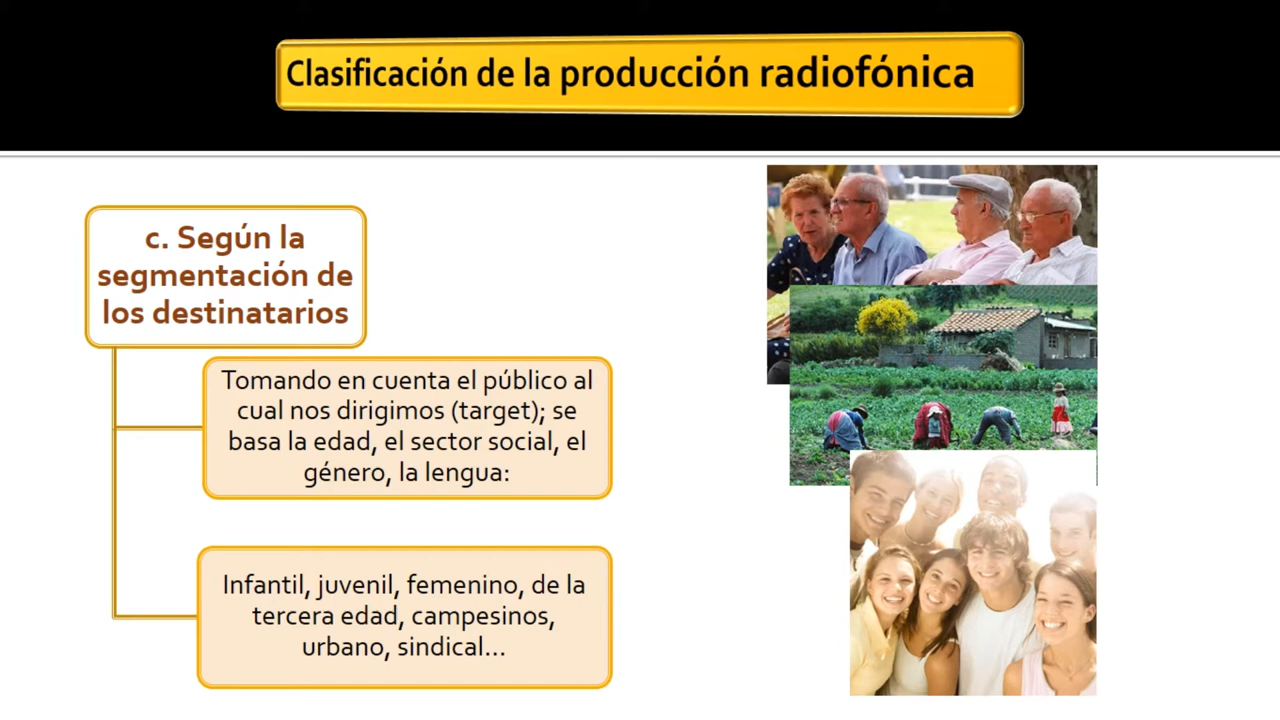 Clasificación de la producción radiofónica
c. Según la
segmentación de
los destinatarios
Tomando en cuenta el público al
cual nos dirigimos (target); se
basa la edad, el sector social, el
género, la lengua:
Infantil, juvenil, femenino, de la
tercera edad, campesinos,
urbano, sindical...